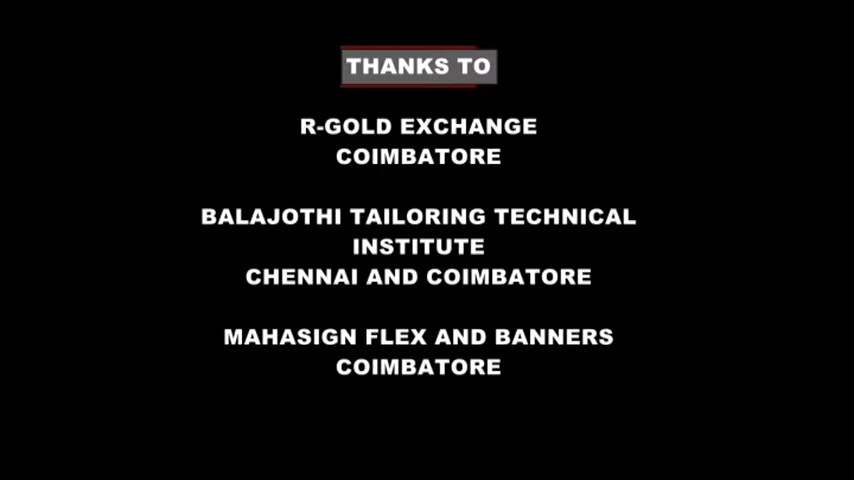 THANKS TO
R-GOLD EXCHANGE
COIMBATORE
BALAJOTHI TAILORING TECHNICAL
INSTITUTE
CHENNAI AND COIMBATORE
MAHASIGN FLEX AND BANNERS
COIMBATORE